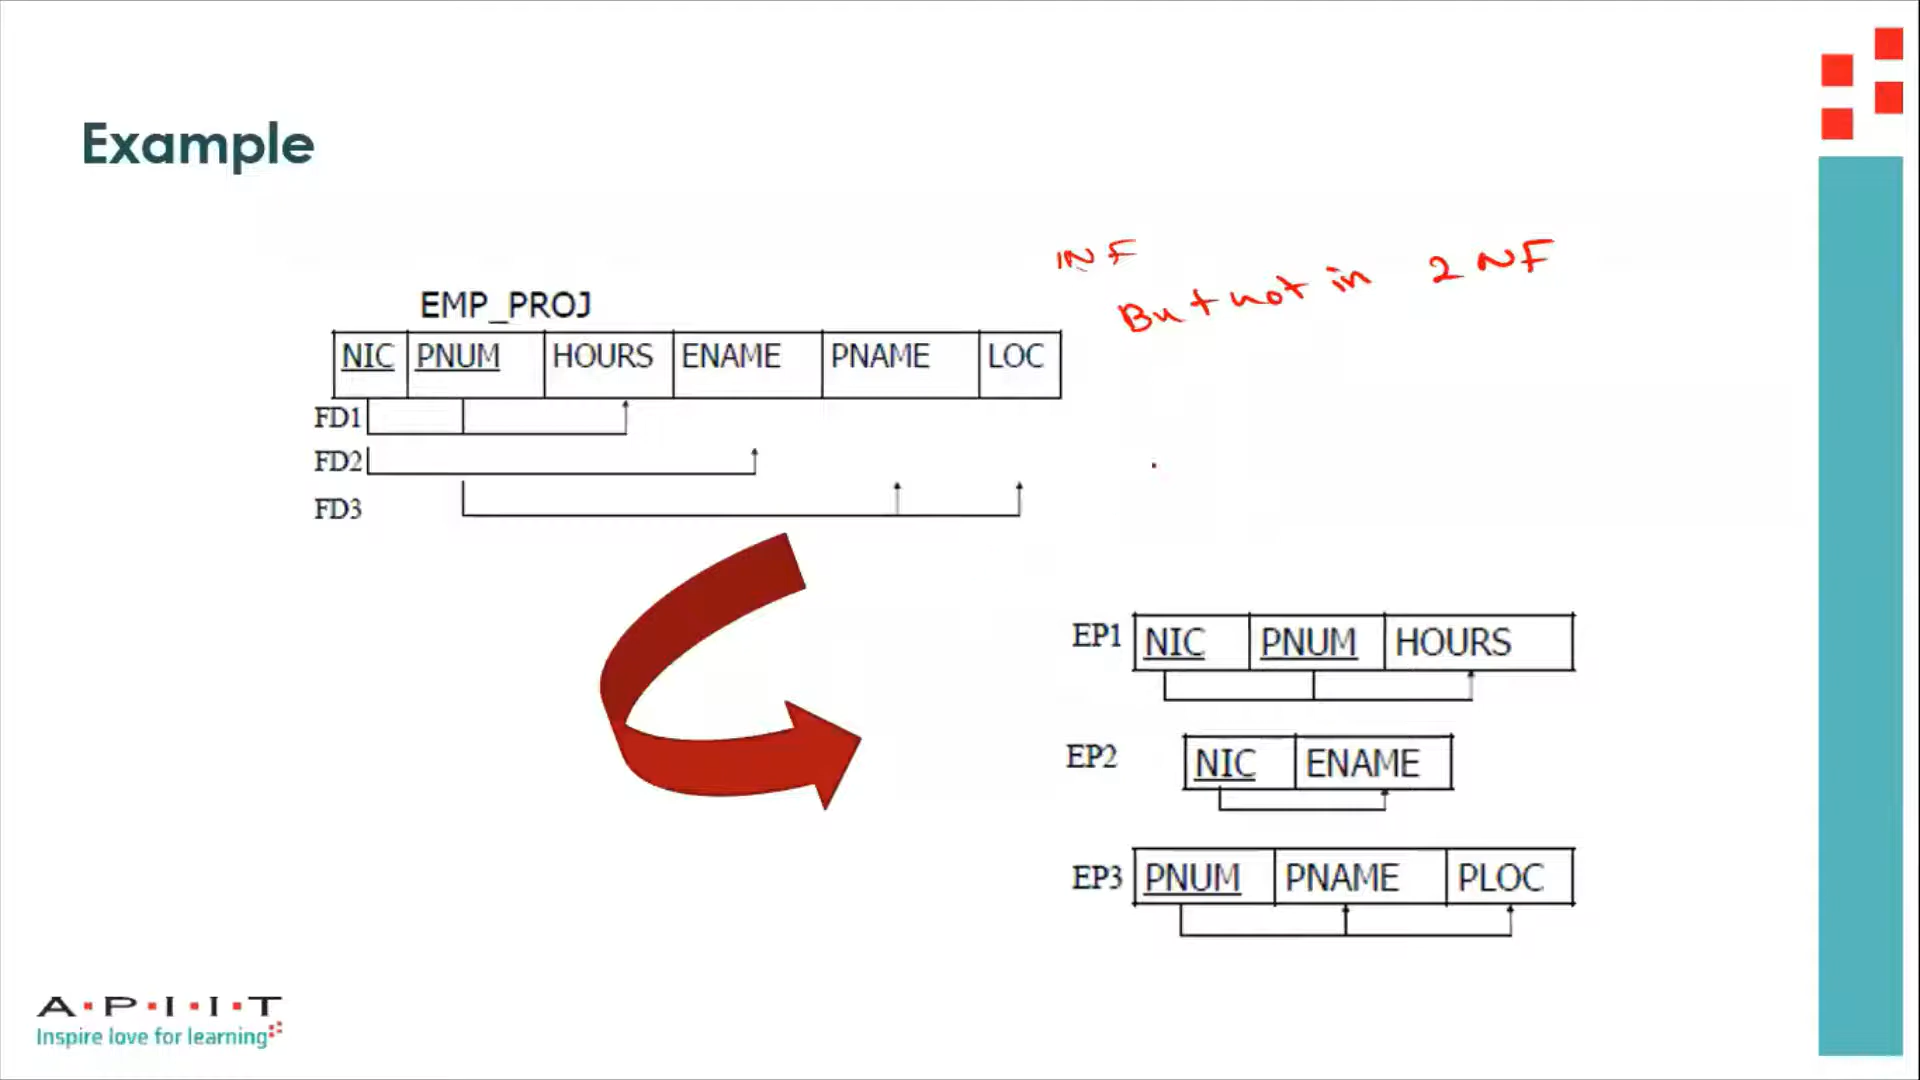 Example
1NF
But not in 2NF
EMP_PROJ
NIC PNUM HOURS ENAME PNAME LOC
FD1
FD2
FD3
EP1 NIC PNUM HOURS
EP2 NIC ENAME
EP3 PNUM PNAME PLOC
A·P·I·I·T
Inspire love for learning